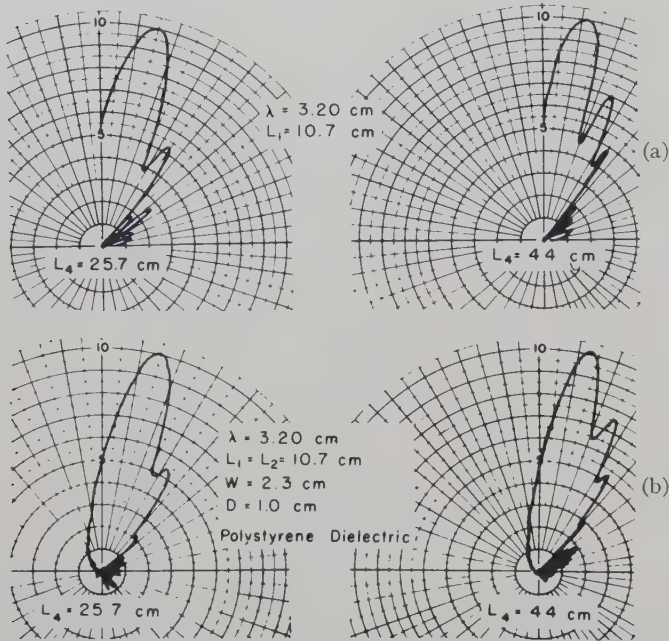 10
5
L₄ = 25.7 cm
λ = 3.20 cm
L₁ = 10.7 cm
10
5
L₄ = 44 cm
(a)
10
5
L₄ = 25.7 cm
λ = 3.20 cm
L₁ = L₂ = 10.7 cm
W = 2.3 cm
D = 1.0 cm
Polystyrene Dielectric
10
5
L₄ = 44 cm
(b)